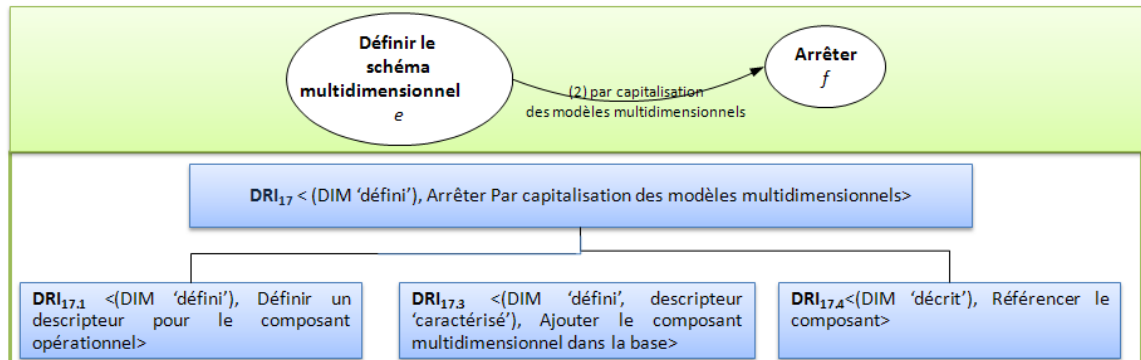 Définir le
schéma
multidimensionnel
e
Arrêter
f
(2) par capitalisation
des modèles multidimensionnels
DRI17 < (DIM ‘défini’), Arrêter Par capitalisation des modèles multidimensionnels>
DRI17.1 <(DIM ‘défini’), Définir un
descripteur pour le composant
opérationnel>
DRI17.3 <(DIM ‘défini’, descripteur
‘caractérisé’), Ajouter le composant
multidimensionnel dans la base>
DRI17.4<(DIM ‘décrit’), Référencer le
composant>